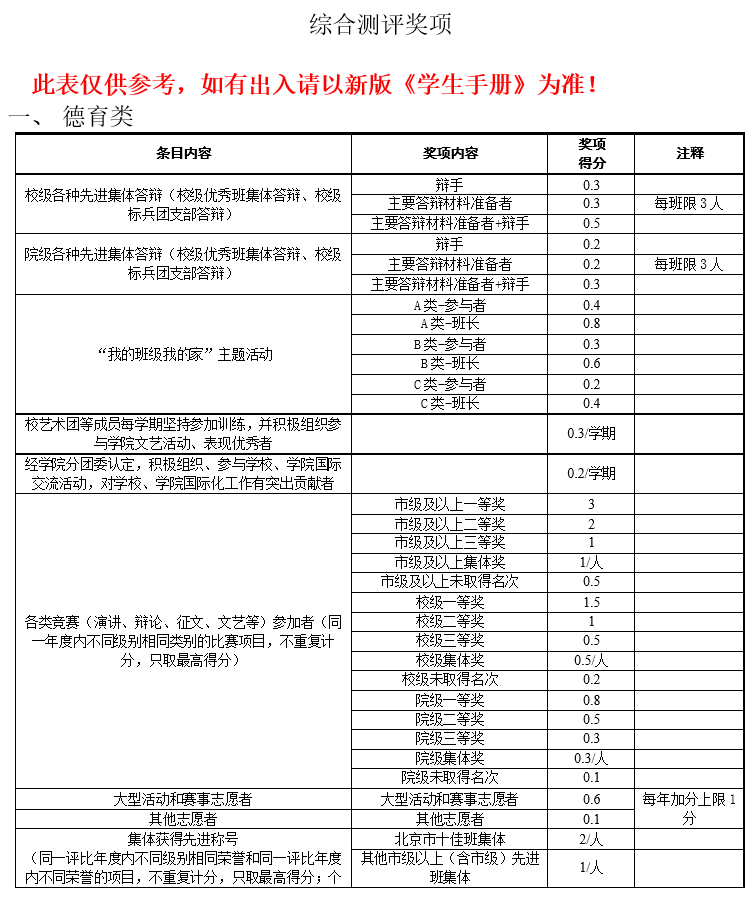 综合测评奖项
此表仅供参考，如有出入请以新版《学生手册》为准！
一、 德育类
条目内容 奖项内容 奖项得分 注释
校级各种先进集体答辩（校级优秀班集体答辩、校级
标兵团支部答辩）
辩手 0.3
主要答辩材料准备者 0.3 每班限 3 人
主要答辩材料准备者+辩手 0.5
院级各种先进集体答辩（校级优秀班集体答辩、校级
标兵团支部答辩）
辩手 0.2
主要答辩材料准备者 0.2 每班限 3 人
主要答辩材料准备者+辩手 0.3
“我的班级我的家”主题活动
A 类-参与者 0.4
A 类-班长 0.8
B 类-参与者 0.3
B 类-班长 0.6
C 类-参与者 0.2
C 类-班长 0.4
校艺术团等成员每学期坚持参加训练，并积极组织参
与学院文艺活动、表现优秀者
0.3/学期
经学院分团委认定，积极组织、参与学校、学院国际
交流活动，对学校、学院国际化工作有突出贡献者
0.2/学期
各类竞赛（演讲、辩论、征文、文艺等）参加者（同
一年度内不同级别相同类别的比赛项目，不重复计
分，只取最高得分）
市级及以上一等奖 3
市级及以上二等奖 2
市级及以上三等奖 1
市级及以上集体奖 1/人
市级及以上未取得名次 0.5
校级一等奖 1.5
校级二等奖 1
校级三等奖 0.5
校级集体奖 0.5/人
校级未取得名次 0.2
院级一等奖 0.8
院级二等奖 0.5
院级三等奖 0.3
院级集体奖 0.3/人
院级未取得名次 0.1
大型活动和赛事志愿者 大型活动和赛事志愿者 0.6 每年加分上限 1
分
其他志愿者 其他志愿者 0.1
集体获得先进称号
（同一评比年度内不同级别相同荣誉和同一评比年度
内不同荣誉的项目，不重复计分，只取最高得分；个
北京市十佳班集体 2/人
其他市级以上（含市级）先进
班集体
1/人